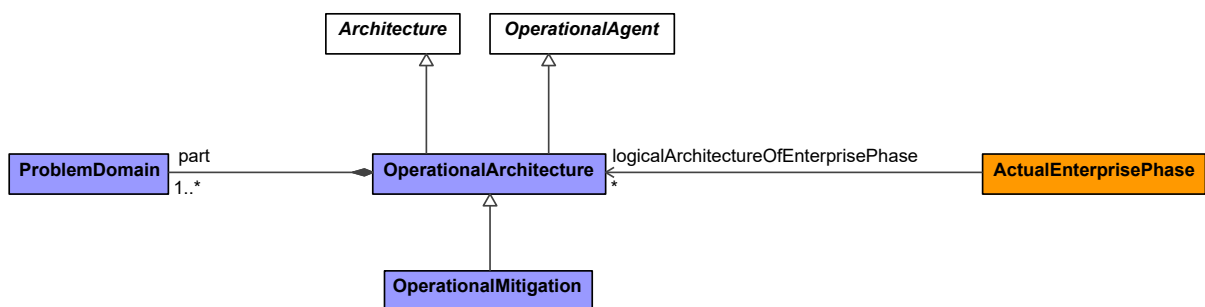 Architecture
OperationalAgent
part
logicalArchitectureOfEnterprisePhase
ProblemDomain
OperationalArchitecture
ActualEnterprisePhase
1..*
*
OperationalMitigation